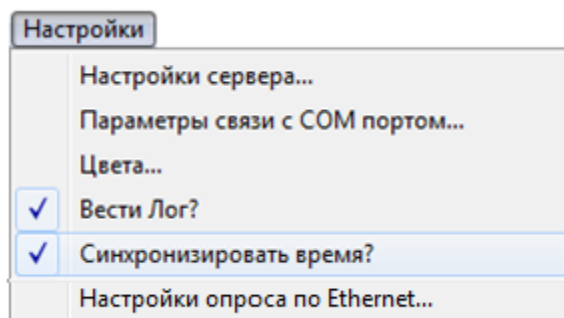 Настройки
Настройки сервера...
Параметры связи с COM портом...
Цвета...
Вести Лог?
Синхронизировать время?
Настройки опроса по Ethernet...